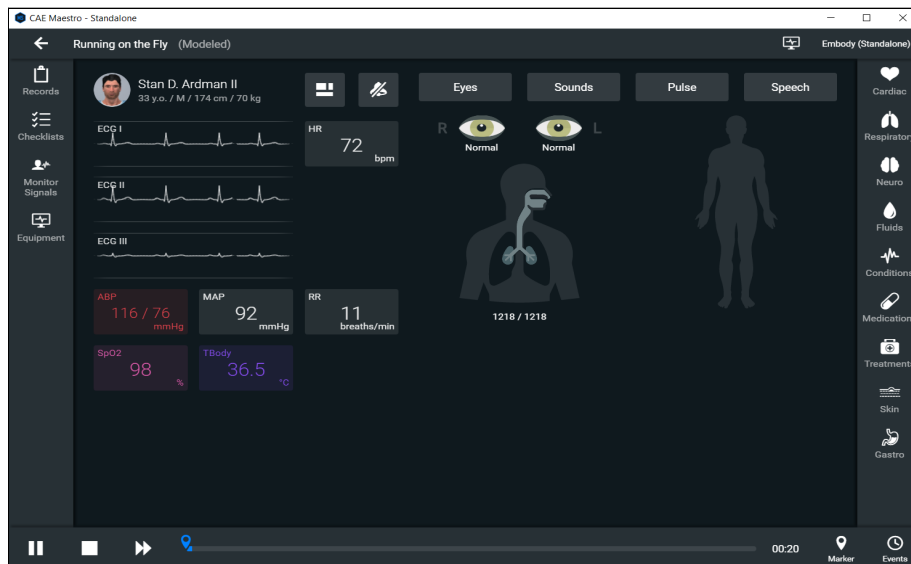 CAE Maestro - Standalone
Running on the Fly (Modeled)
Embody (Standalone)
Records
Checklists
Monitor
Signals
Equipment
Stan D. Ardman II
33 y.o. / M / 174 cm / 70 kg
ECG I
HR
72
bpm
ECG II
ECG III
ABP
116 / 76
mmHg
MAP
92
mmHg
RR
11
breaths/min
SpO2
98
%
TBody
36.5
°C
Eyes
Sounds
Pulse
Speech
R
L
Normal
Normal
1218 / 1218
Cardiac
Respirator
Neuro
Fluids
Conditions
Medication
Treatment
Skin
Gastro
00:20
Marker
Events